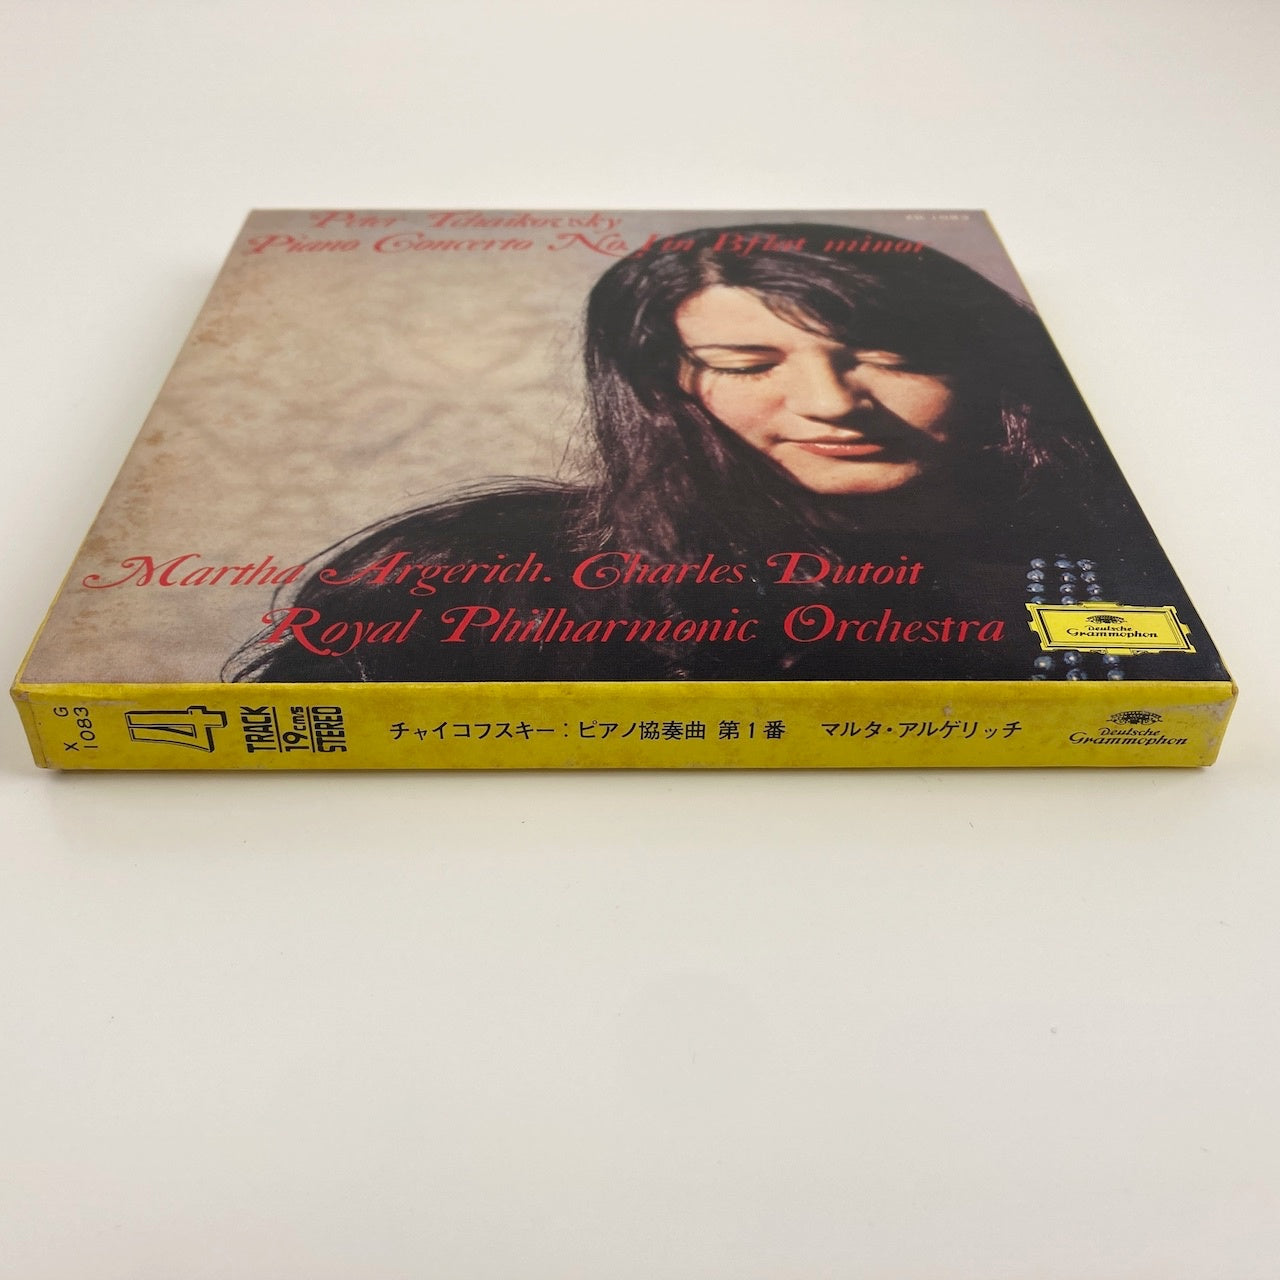 Peter Tchaikovsky
Piano Concerto No.1 in B flat minor
Martha Argerich. Charles Dutoit
Royal Philharmonic Orchestra
Deutsche
Grammophon
X G
1083
4
TRACK
19cm/s
STEREO
チャイコフスキー：ピアノ協奏曲 第1番 マルタ・アルゲリッチ
Deutsche
Grammophon